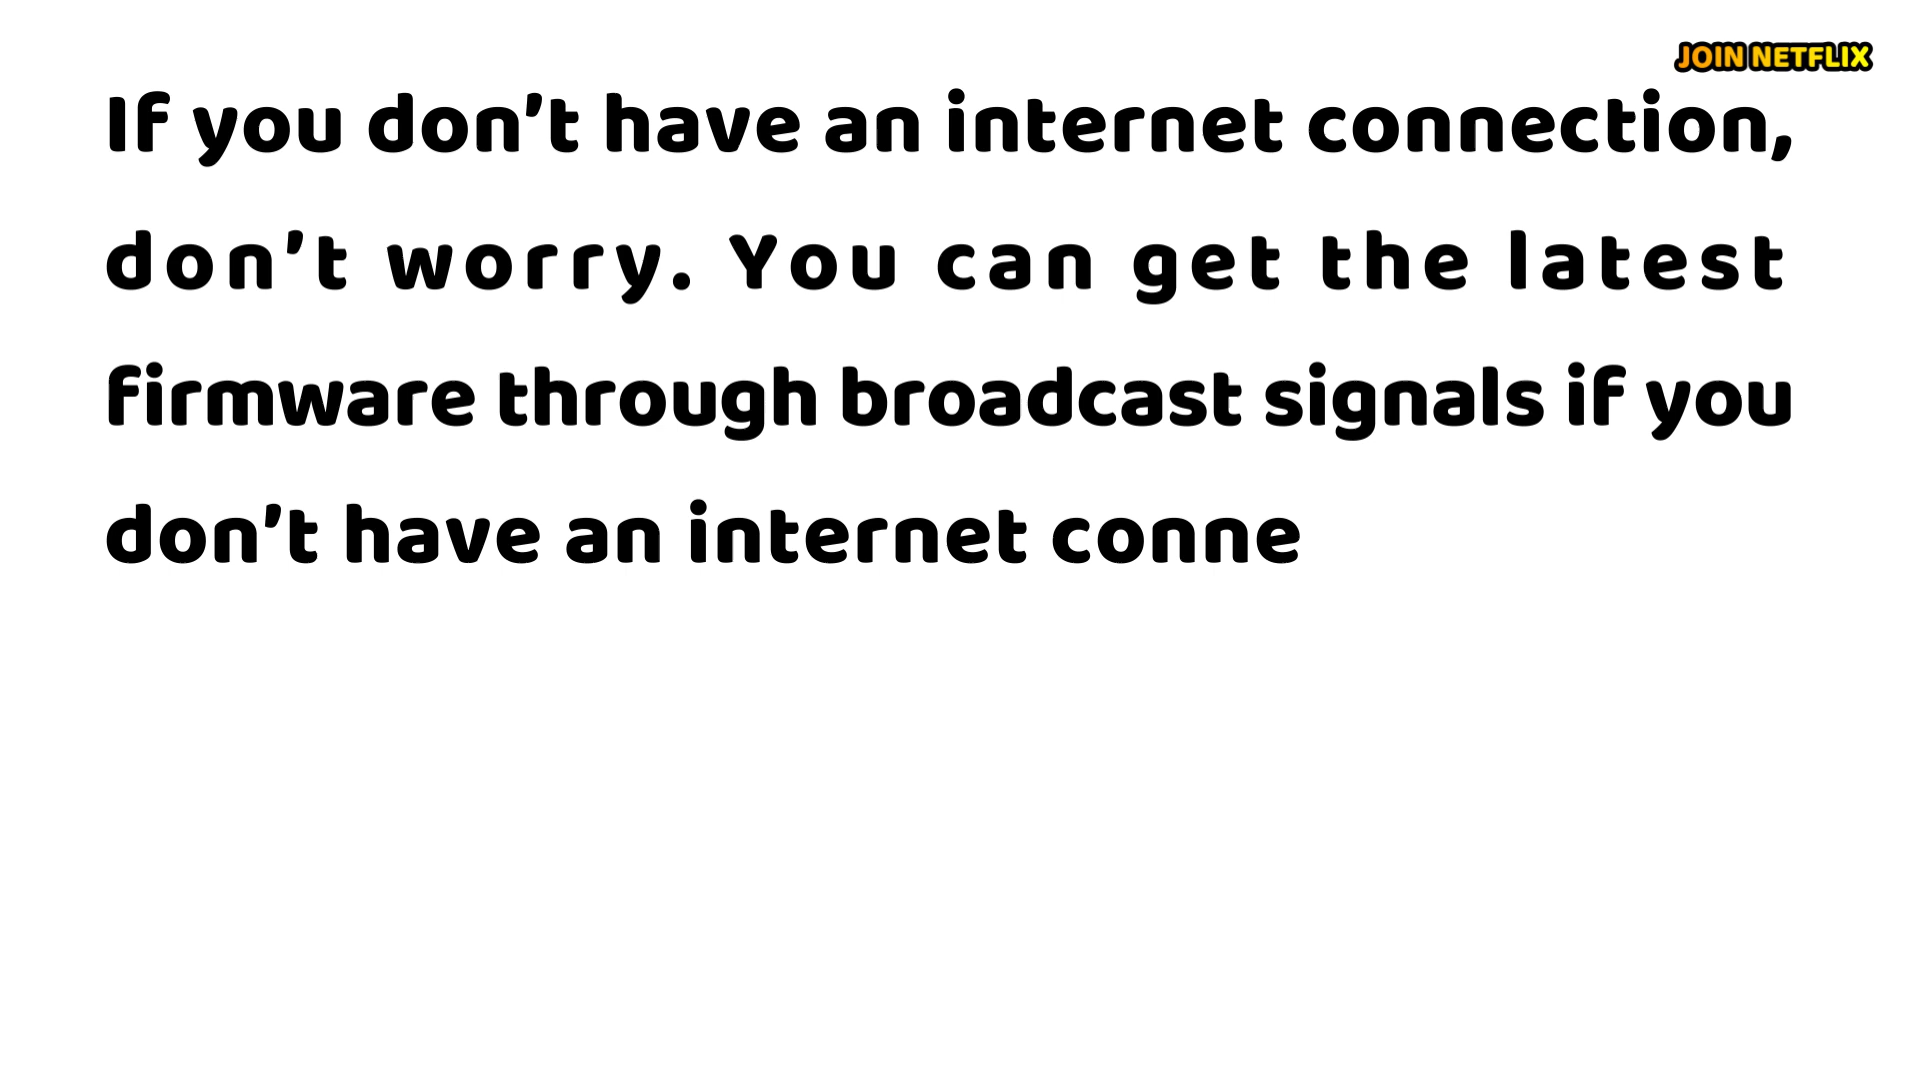 JOIN NETFLIX
If you don’t have an internet connection,
don’t worry. You can get the latest
firmware through broadcast signals if you
don’t have an internet conne